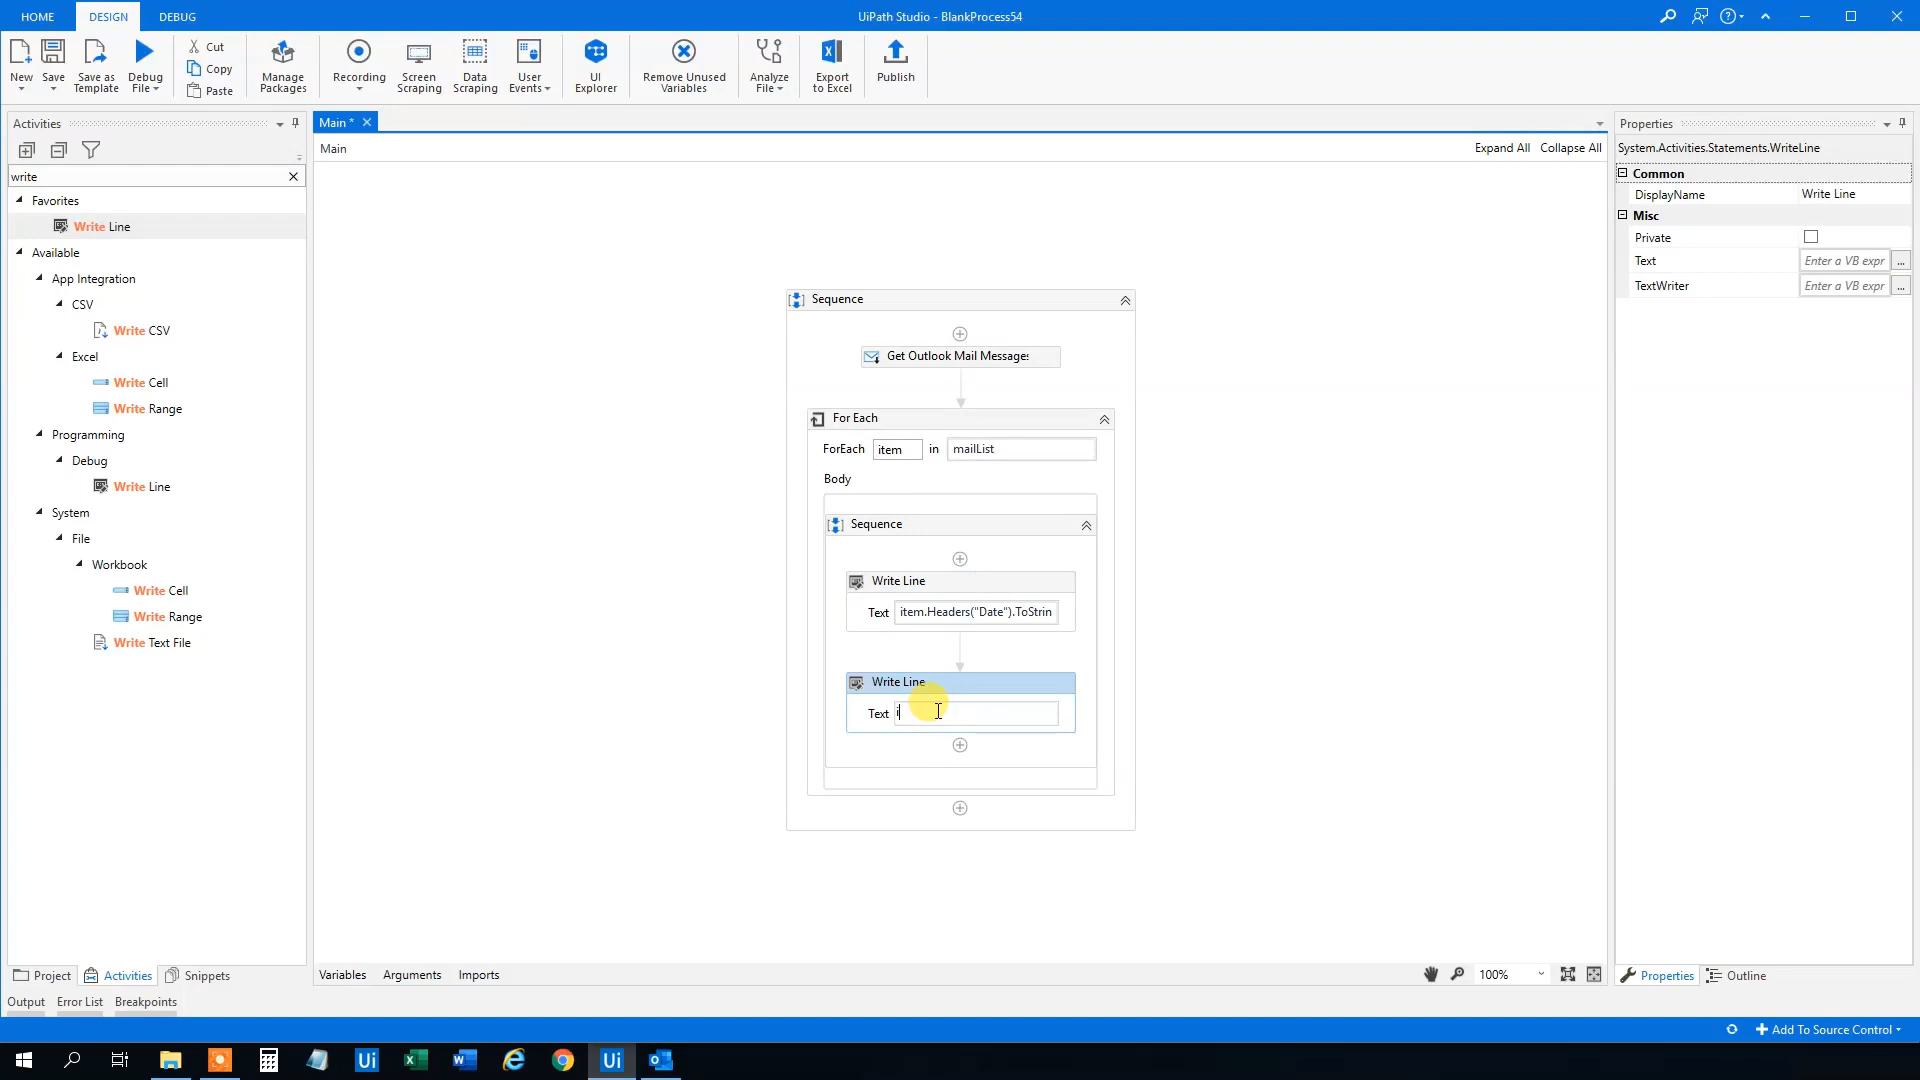 HOME DESIGN DEBUG
UiPath Studio - BlankProcess54
New Save Save as Template Debug File
Cut
Copy
Paste
Manage Packages
Recording
Screen Scraping
Data Scraping
User Events
UI Explorer
Remove Unused Variables
Analyze File
Export to Excel
Publish
Activities
write
Favorites
Write Line
Available
App Integration
CSV
Write CSV
Excel
Write Cell
Write Range
Programming
Debug
Write Line
System
File
Workbook
Write Cell
Write Range
Write Text File
Project Activities Snippets
Main *
Main
Expand All Collapse All
Sequence
Get Outlook Mail Messages
For Each
ForEach item in mailList
Body
Sequence
Write Line
Text item.Headers("Date").ToStrin
Write Line
Text i
Variables Arguments Imports
100%
Properties
System.Activities.Statements.WriteLine
Common
DisplayName Write Line
Misc
Private
Text Enter a VB expr ...
TextWriter Enter a VB expr ...
Properties Outline
Output Error List Breakpoints
Add To Source Control